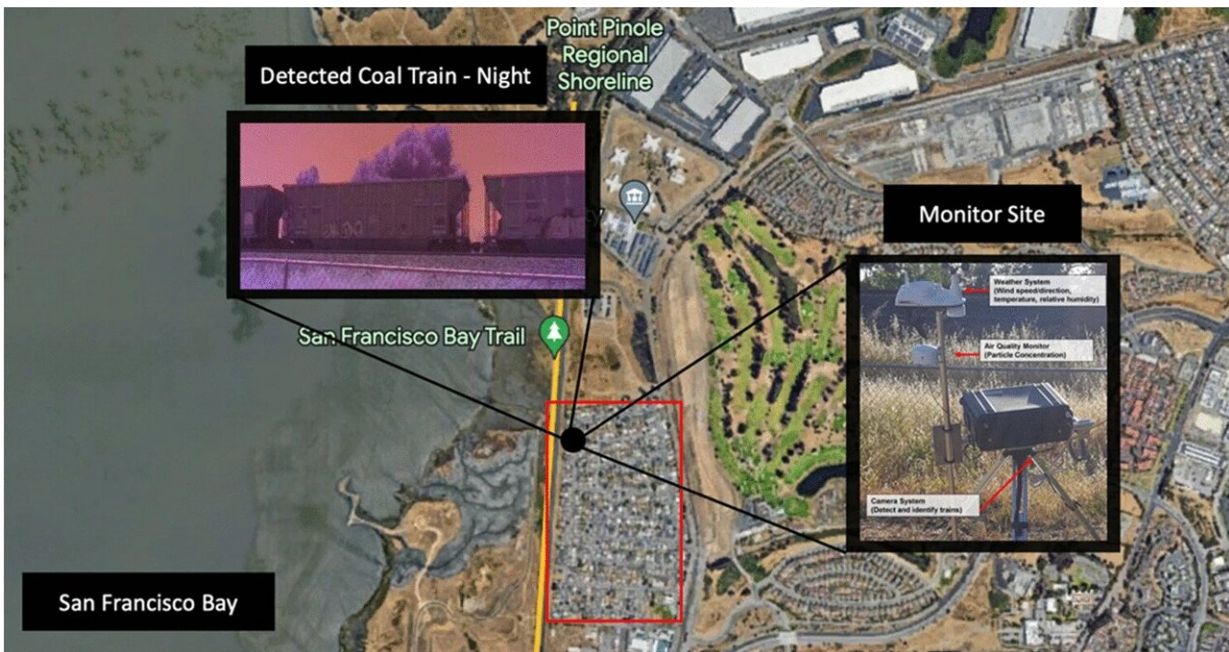 Point Pinole
Regional
Shoreline
Detected Coal Train - Night
Monitor Site
Weather System
(Wind speed/direction,
temperature, relative humidity)
Air Quality Monitor
(Particle Concentration)
San Francisco Bay Trail
Camera System
(Detect and identify trains)
San Francisco Bay